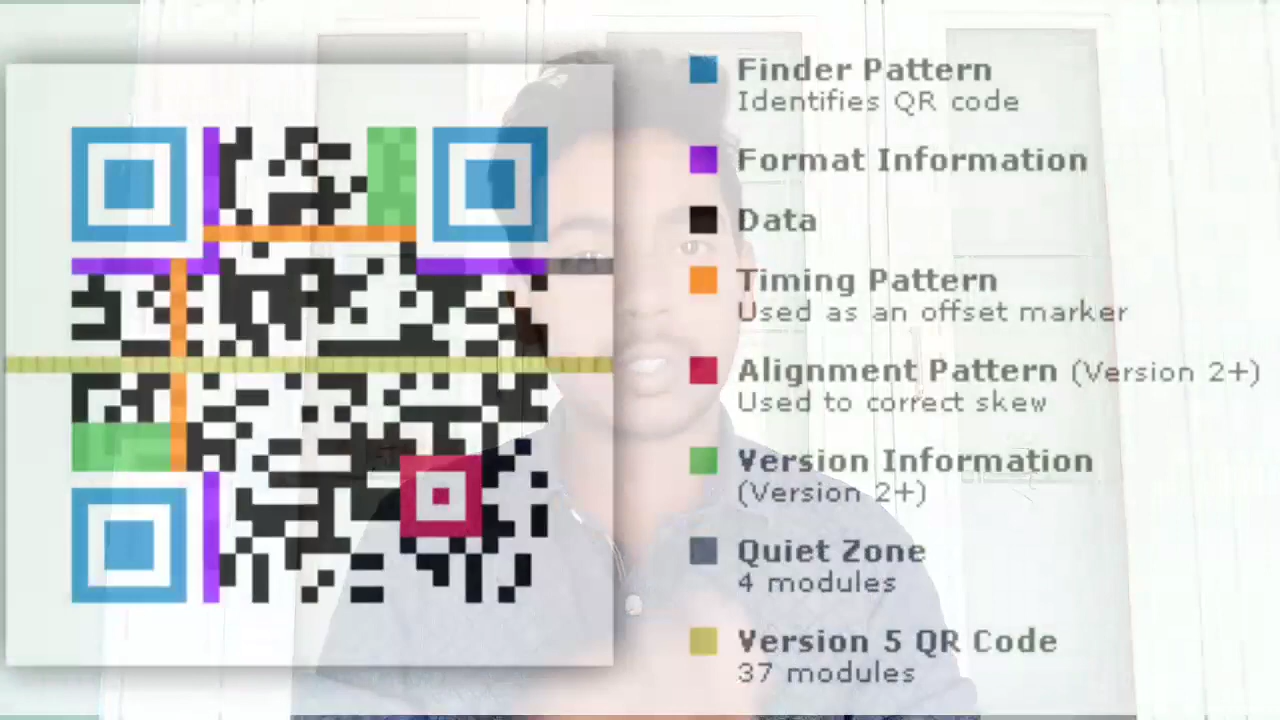 Finder Pattern
Identifies QR code
Format Information
Data
Timing Pattern
Used as an offset marker
Alignment Pattern (Version 2+)
Used to correct skew
Version Information
(Version 2+)
Quiet Zone
4 modules
Version 5 QR Code
37 modules